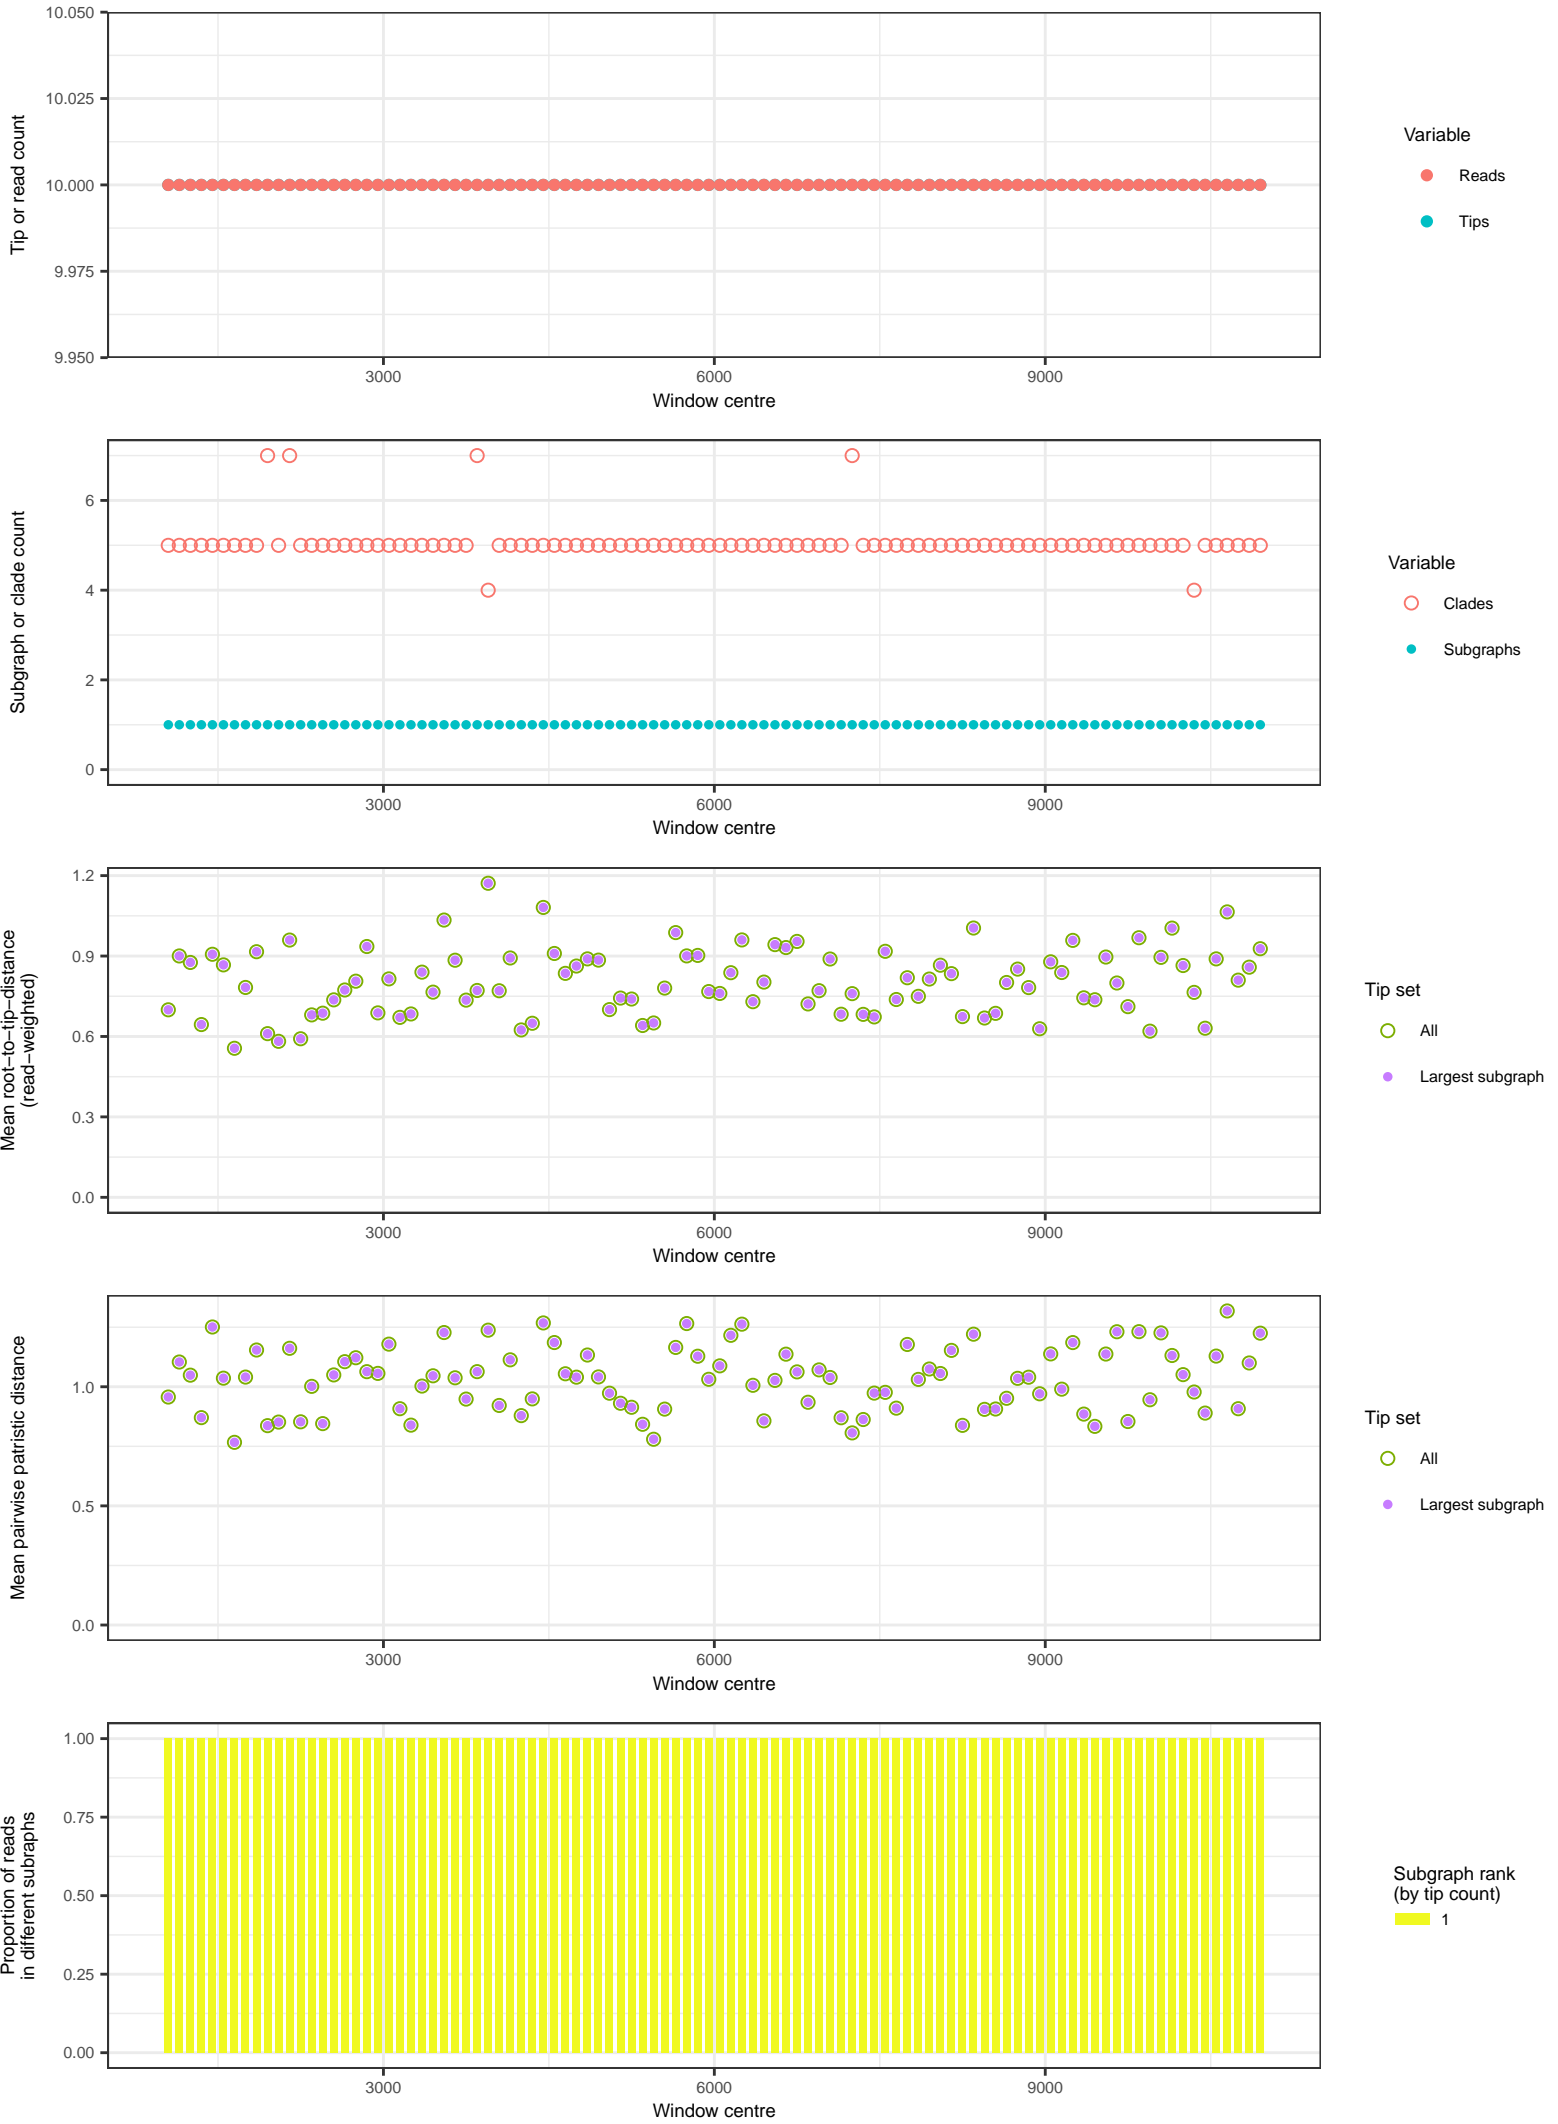 10.050
10.025
10.000
9.975
9.950
Tip or read count
3000 6000 9000
Window centre
Variable
Reads
Tips
6
4
2
0
Subgraph or clade count
3000 6000 9000
Window centre
Variable
Clades
Subgraphs
1.2
0.9
0.6
0.3
0.0
Mean root−to−tip−distance
(read−weighted)
3000 6000 9000
Window centre
Tip set
All
Largest subgraph
1.0
0.5
0.0
Mean pairwise patristic distance
3000 6000 9000
Window centre
Tip set
All
Largest subgraph
1.00
0.75
0.50
0.25
0.00
Proportion of reads
in different subraphs
3000 6000 9000
Window centre
Subgraph rank
(by tip count)
1